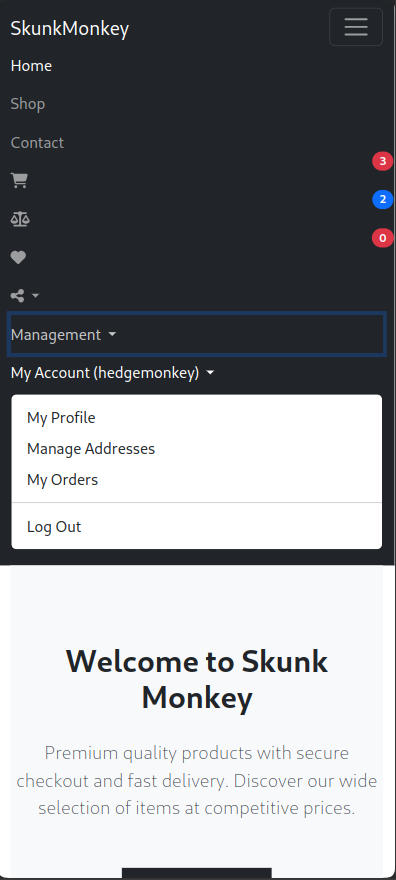 SkunkMonkey
Home
Shop
Contact
3
2
0
Management
My Account (hedgemonkey)
My Profile
Manage Addresses
My Orders
Log Out
Welcome to Skunk
Monkey
Premium quality products with secure
checkout and fast delivery. Discover our wide
selection of items at competitive prices.